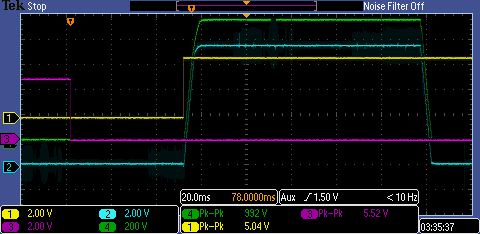 Tek Stop Noise Filter Off
T
T
1
3
2
20.0ms 78.0000ms Aux ∫ 1.50 V < 10 Hz
1 2.00 V 2 2.00 V 4 Pk-Pk 992 V 3 Pk-Pk 5.52 V
3 2.00 V 4 200 V 1 Pk-Pk 5.04 V 03:35:37